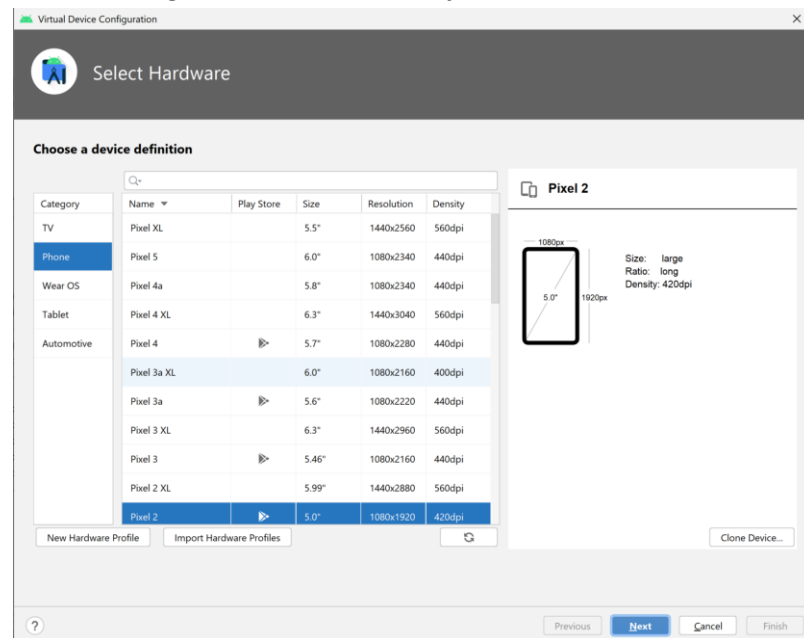 Virtual Device Configuration
Select Hardware
Choose a device definition
Category
TV
Phone
Wear OS
Tablet
Automotive
Name Play Store Size Resolution Density
Pixel XL 5.5" 1440x2560 560dpi
Pixel 5 6.0" 1080x2340 440dpi
Pixel 4a 5.8" 1080x2340 440dpi
Pixel 4 XL 6.3" 1440x3040 560dpi
Pixel 4 5.7" 1080x2280 440dpi
Pixel 3a XL 6.0" 1080x2160 400dpi
Pixel 3a 5.6" 1080x2220 440dpi
Pixel 3 XL 6.3" 1440x2960 560dpi
Pixel 3 5.46" 1080x2160 440dpi
Pixel 2 XL 5.99" 1440x2880 560dpi
Pixel 2 5.0" 1080x1920 420dpi
New Hardware Profile Import Hardware Profiles
Pixel 2
1080px
5.0" 1920px
Size: large
Ratio: long
Density: 420dpi
Clone Device...
? Previous Next Cancel Finish